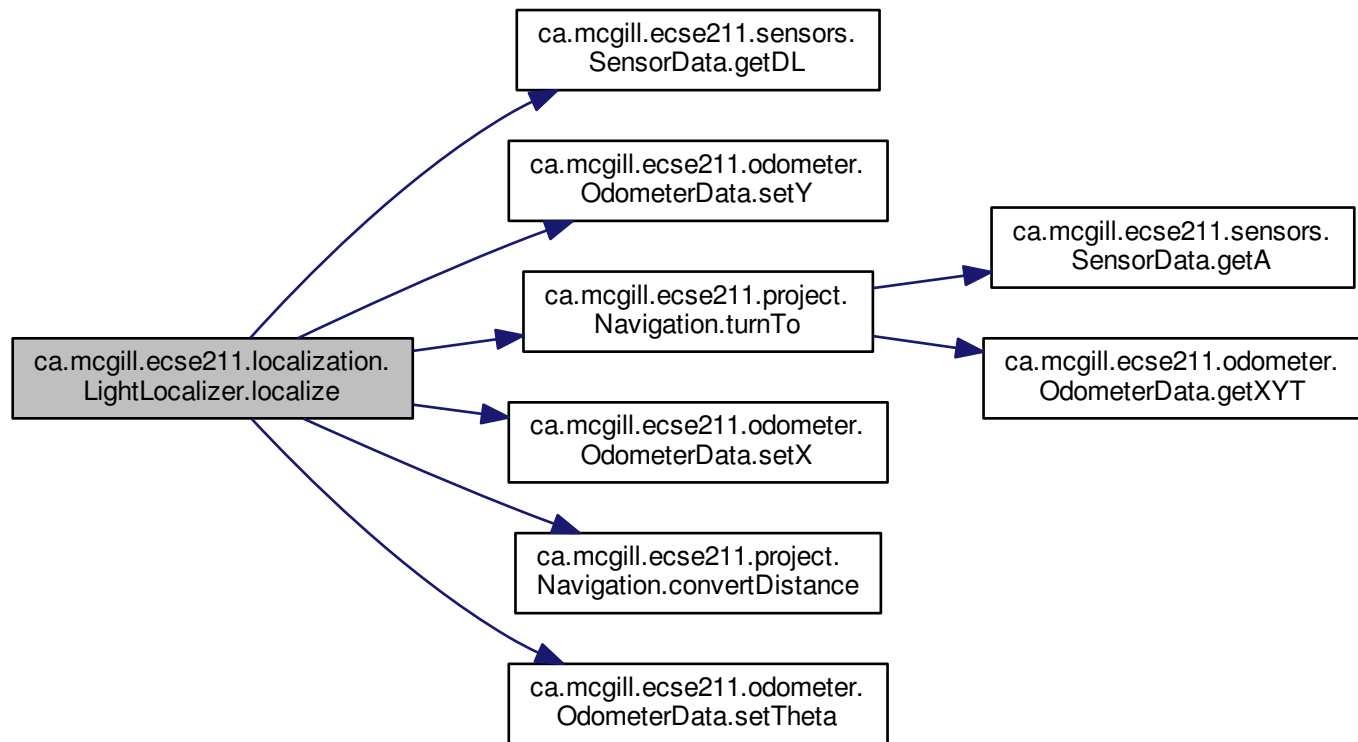 ca.mcgill.ecse211.sensors.
SensorData.getDL
ca.mcgill.ecse211.odometer.
OdometerData.setY
ca.mcgill.ecse211.project.
Navigation.turnTo
ca.mcgill.ecse211.sensors.
SensorData.getA
ca.mcgill.ecse211.localization.
LightLocalizer.localize
ca.mcgill.ecse211.odometer.
OdometerData.getXYT
ca.mcgill.ecse211.odometer.
OdometerData.setX
ca.mcgill.ecse211.project.
Navigation.convertDistance
ca.mcgill.ecse211.odometer.
OdometerData.setTheta